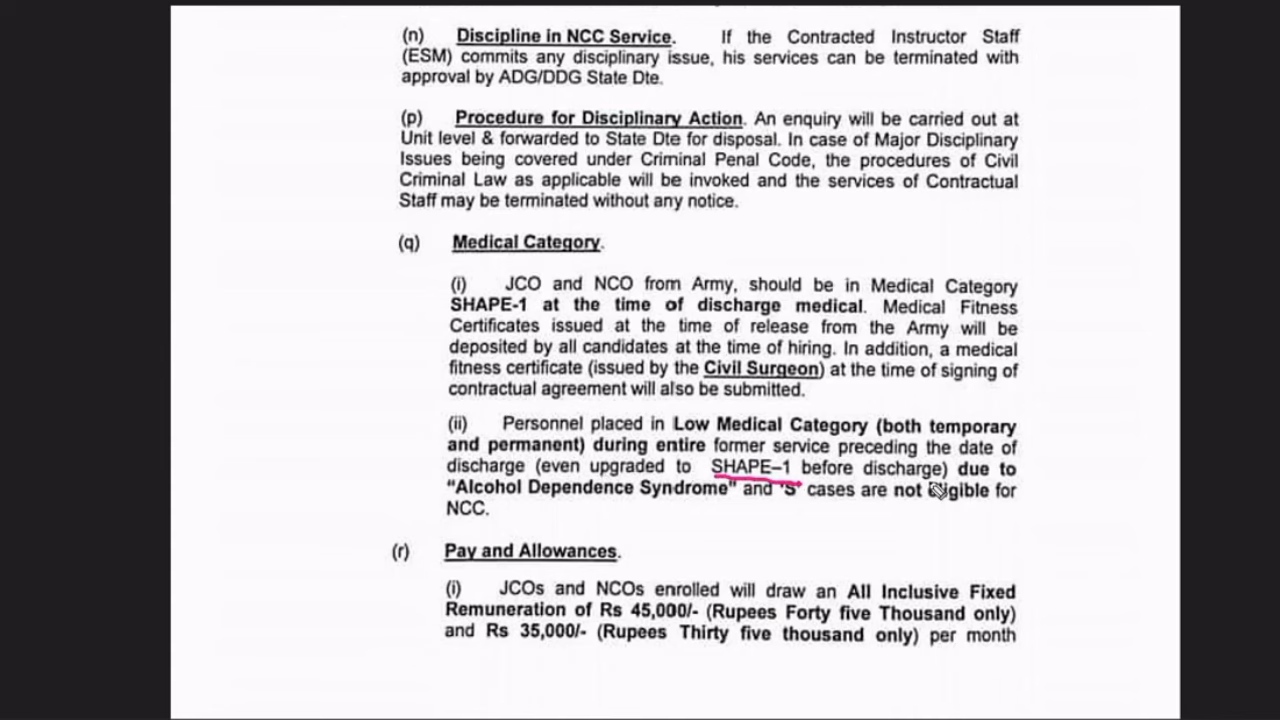 (n) Discipline in NCC Service. If the Contracted Instructor Staff
(ESM) commits any disciplinary issue, his services can be terminated with
approval by ADG/DDG State Dte.
(p) Procedure for Disciplinary Action. An enquiry will be carried out at
Unit level & forwarded to State Dte for disposal. In case of Major Disciplinary
Issues being covered under Criminal Penal Code, the procedures of Civil
Criminal Law as applicable will be invoked and the services of Contractual
Staff may be terminated without any notice.
(q) Medical Category.
(i) JCO and NCO from Army, should be in Medical Category
SHAPE-1 at the time of discharge medical. Medical Fitness
Certificates issued at the time of release from the Army will be
deposited by all candidates at the time of hiring. In addition, a medical
fitness certificate (issued by the Civil Surgeon) at the time of signing of
contractual agreement will also be submitted.
(ii) Personnel placed in Low Medical Category (both temporary
and permanent) during entire former service preceding the date of
discharge (even upgraded to SHAPE–1 before discharge) due to
"Alcohol Dependence Syndrome" and 'S' cases are not eligible for
NCC.
(r) Pay and Allowances.
(i) JCOs and NCOs enrolled will draw an All Inclusive Fixed
Remuneration of Rs 45,000/- (Rupees Forty five Thousand only)
and Rs 35,000/- (Rupees Thirty five thousand only) per month